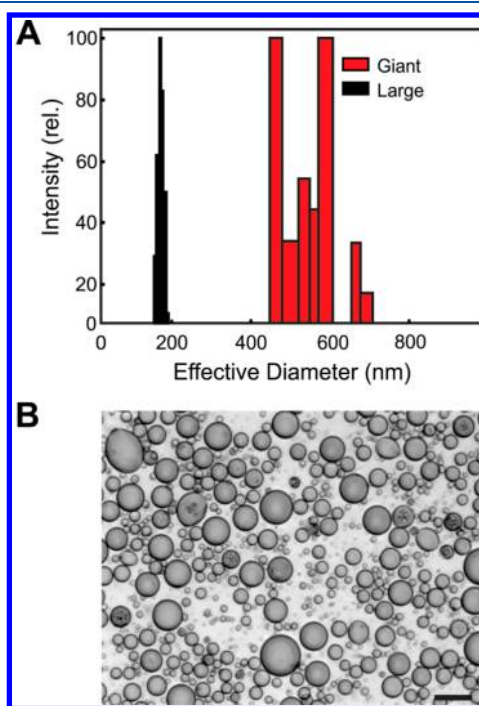 A
Intensity (rel.)
100
80
60
40
20
0
Giant
Large
0 200 400 600 800
Effective Diameter (nm)
B